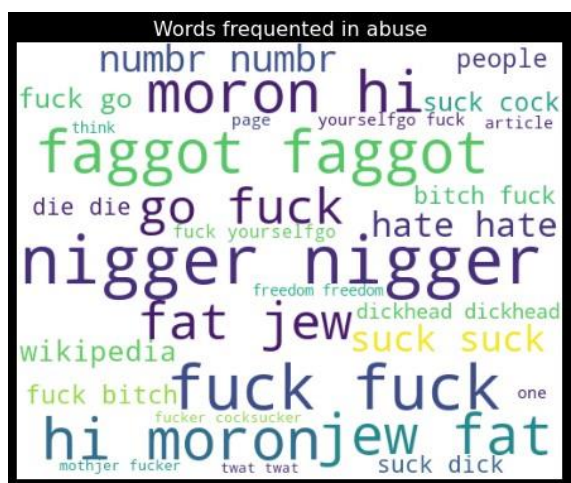 Words frequented in abuse
numbr numbr people
fuck go moron hi suck cock
think page yourselfgo fuck article
faggot faggot
die die go fuck bitch fuck
fuck yourselfgo hate hate
nigger nigger
freedom freedom
fat jew dickhead dickhead
wikipedia suck suck
fuck bitch fuck fuck one
fucker cocksucker
hi moron jew fat
mothjer fucker twat twat suck dick